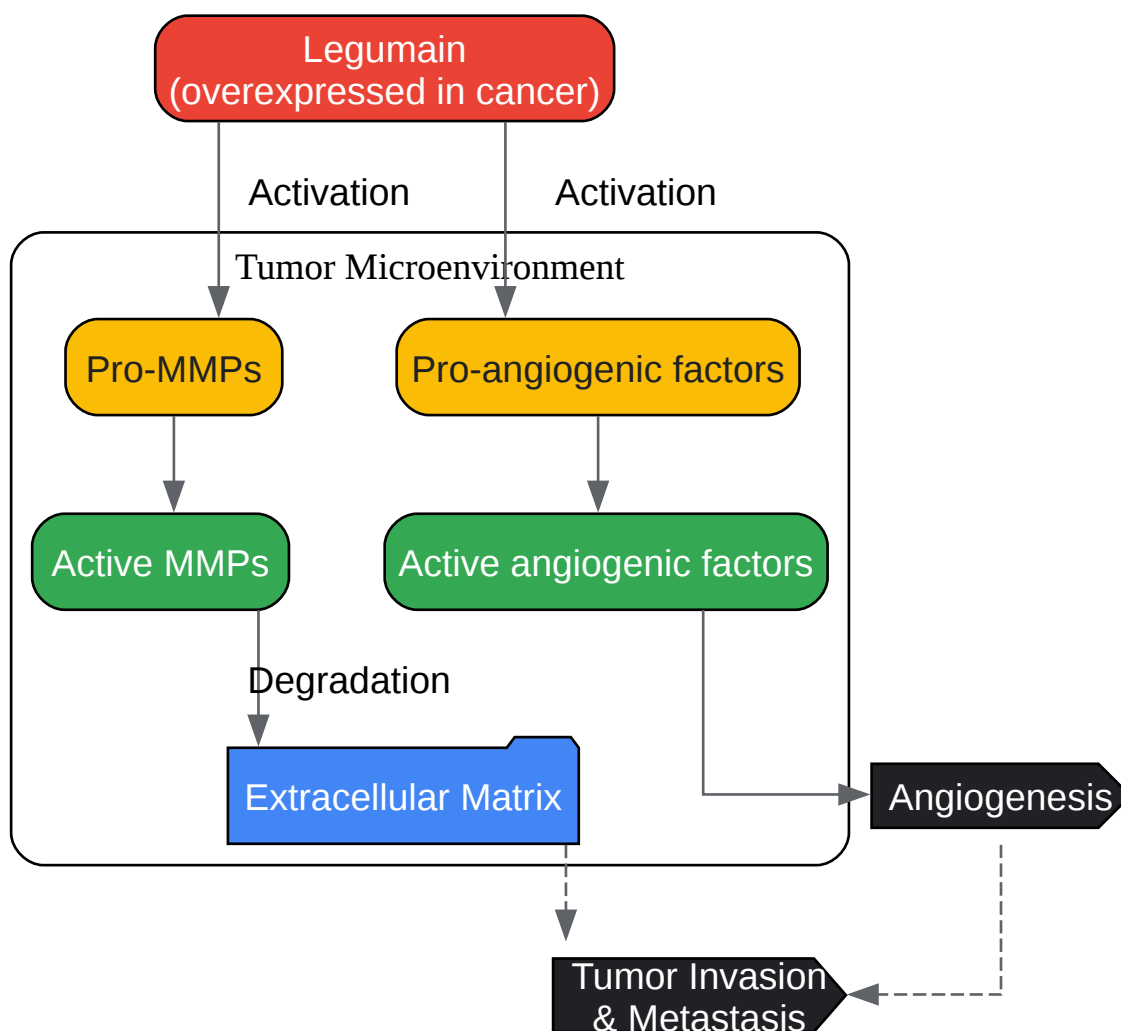 Legumain
(overexpressed in cancer)
Activation
Activation
Tumor Microenvironment
Pro-MMPs
Pro-angiogenic factors
Active MMPs
Active angiogenic factors
Degradation
Extracellular Matrix
Angiogenesis
Tumor Invasion
& Metastasis